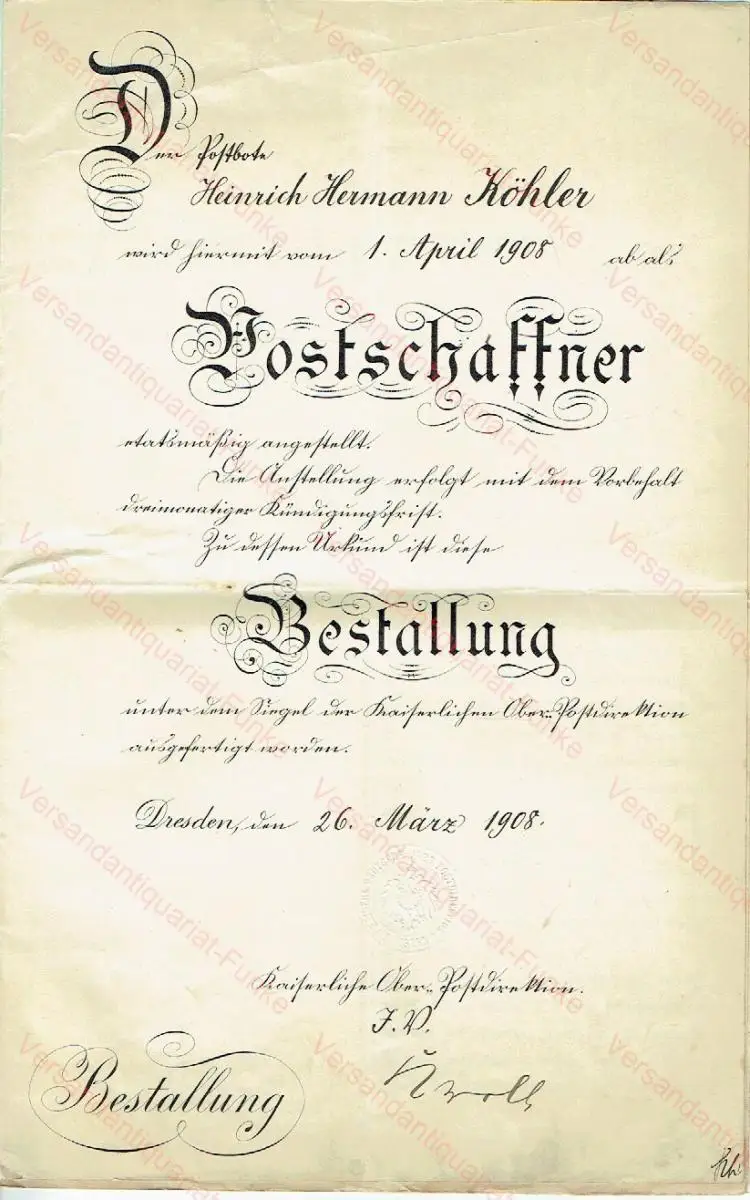 Der Postbote
Heinrich Hermann Köhler
wird hiermit vom 1. April 1908 ab als
Postschaffner
etatsmäßig angestellt.
Die Anstellung erfolgt mit dem Vorbehalt
dreimonatiger Kündigungsfrist.
Zu dessen Urkund ist diese
Bestallung
unter dem Siegel der Kaiserlichen Ober-Postdirektion
ausgefertigt worden.
Dresden, den 26. März 1908.
Kaiserliche Ober-Postdirektion.
I. V.
Bestallung
Versandantiquariat-Funke